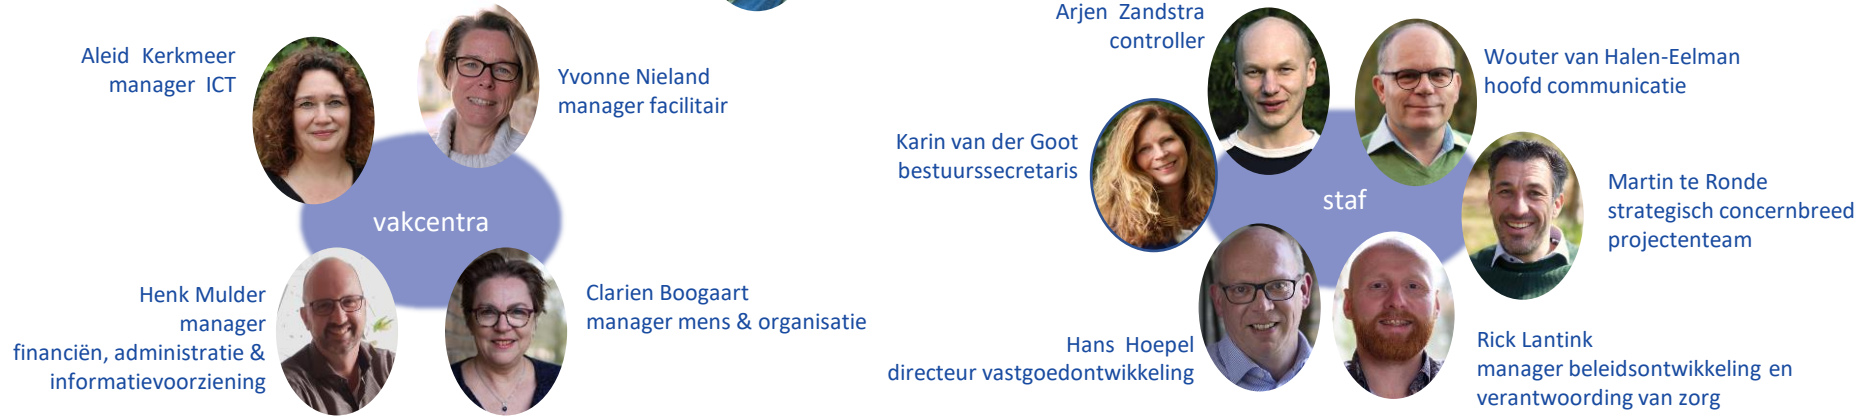 Aleid Kerkmeer
manager ICT
Yvonne Nieland
manager facilitair
vakcentra
Henk Mulder
manager
financiën, administratie &
informatievoorziening
Clarien Boogaart
manager mens & organisatie
Arjen Zandstra
controller
Wouter van Halen-Eelman
hoofd communicatie
Karin van der Goot
bestuurssecretaris
staf
Martin te Ronde
strategisch concernbreed
projectenteam
Hans Hoepel
directeur vastgoedontwikkeling
Rick Lantink
manager beleidsontwikkeling en
verantwoording van zorg